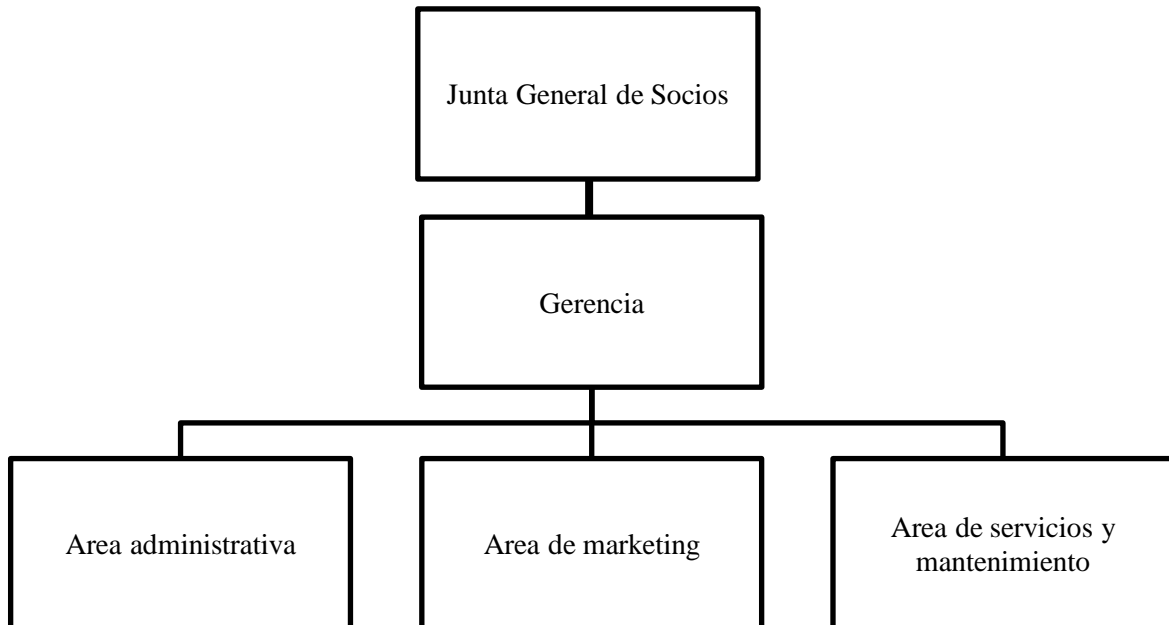 Junta General de Socios
Gerencia
Area administrativa
Area de marketing
Area de servicios y
mantenimiento